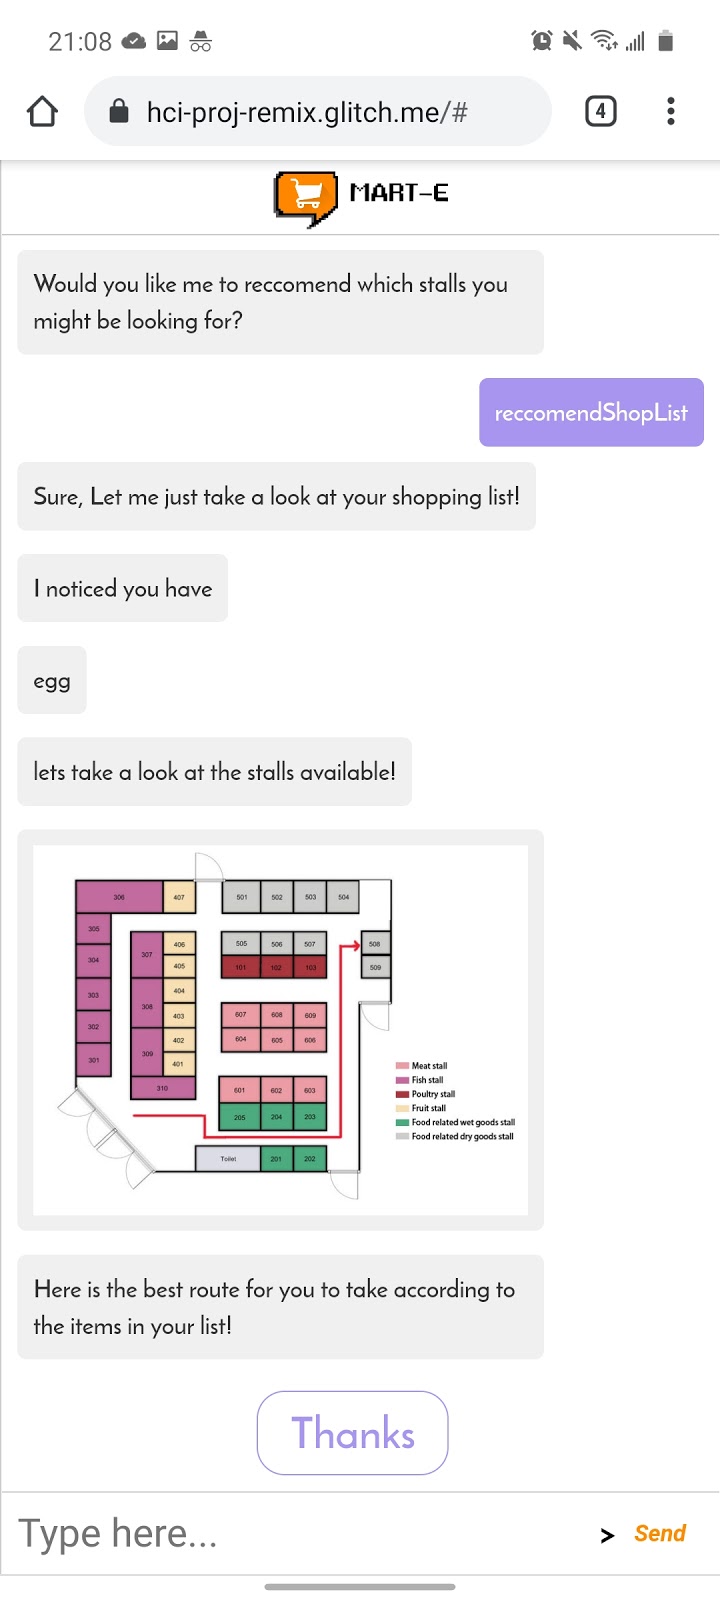 21:08
hci-proj-remix.glitch.me/#
4
MART-E
Would you like me to reccomend which stalls you
might be looking for?
reccomendShopList
Sure, Let me just take a look at your shopping list!
I noticed you have
egg
lets take a look at the stalls available!
306 407 501 502 503 504
305
304
303
302
301
307
308
309
310
406
405
404
403
402
401
505 506 507
101 102 103
508
509
607 608 609
604 605 606
601 602 603
205 204 203
Toilet 201 202
Meat stall
Fish stall
Poultry stall
Fruit stall
Food related wet goods stall
Food related dry goods stall
Here is the best route for you to take according to
the items in your list!
Thanks
Type here...
> Send